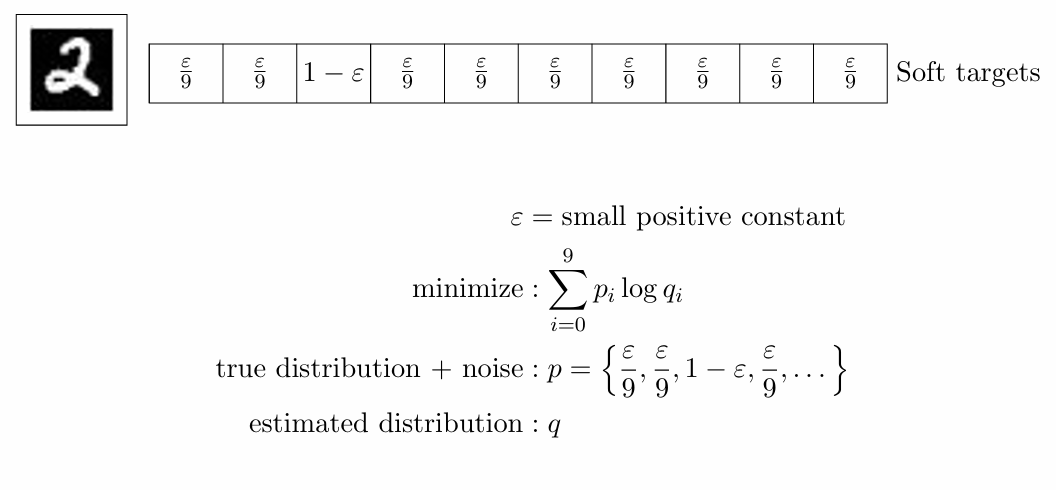 2
ε/9 ε/9 1 − ε ε/9 ε/9 ε/9 ε/9 ε/9 ε/9 ε/9 Soft targets
ε = small positive constant
minimize : ∑_{i=0}^{9} p_i log q_i
true distribution + noise : p = {ε/9, ε/9, 1 − ε, ε/9, . . .}
estimated distribution : q